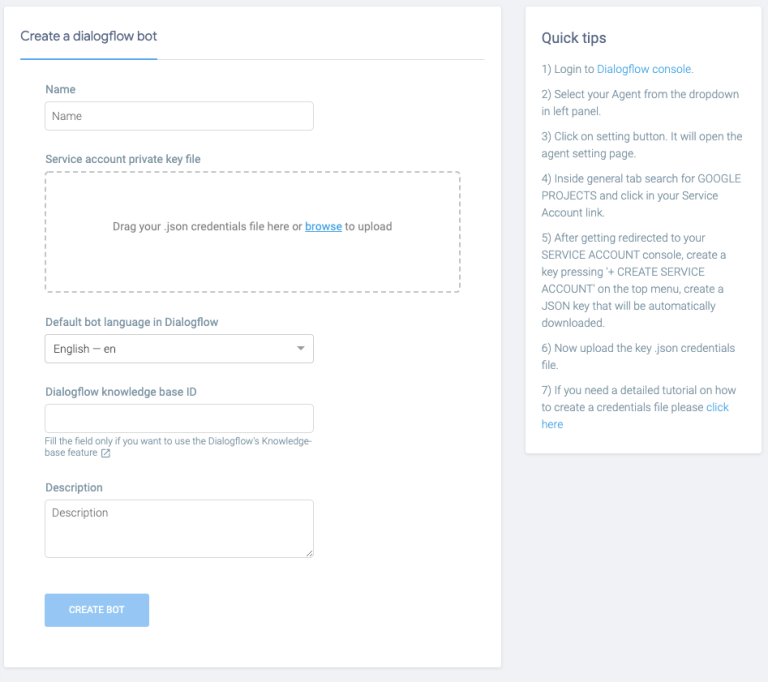 Create a dialogflow bot
Name
Name
Service account private key file
Drag your .json credentials file here or browse to upload
Default bot language in Dialogflow
English — en
Dialogflow knowledge base ID
Fill the field only if you want to use the Dialogflow's Knowledge-
base feature
Description
Description
CREATE BOT
Quick tips
1) Login to Dialogflow console.
2) Select your Agent from the dropdown
in left panel.
3) Click on setting button. It will open the
agent setting page.
4) Inside general tab search for GOOGLE
PROJECTS and click in your Service
Account link.
5) After getting redirected to your
SERVICE ACCOUNT console, create a
key pressing '+ CREATE SERVICE
ACCOUNT' on the top menu, create a
JSON key that will be automatically
downloaded.
6) Now upload the key .json credentials
file.
7) If you need a detailed tutorial on how
to create a credentials file please click
here